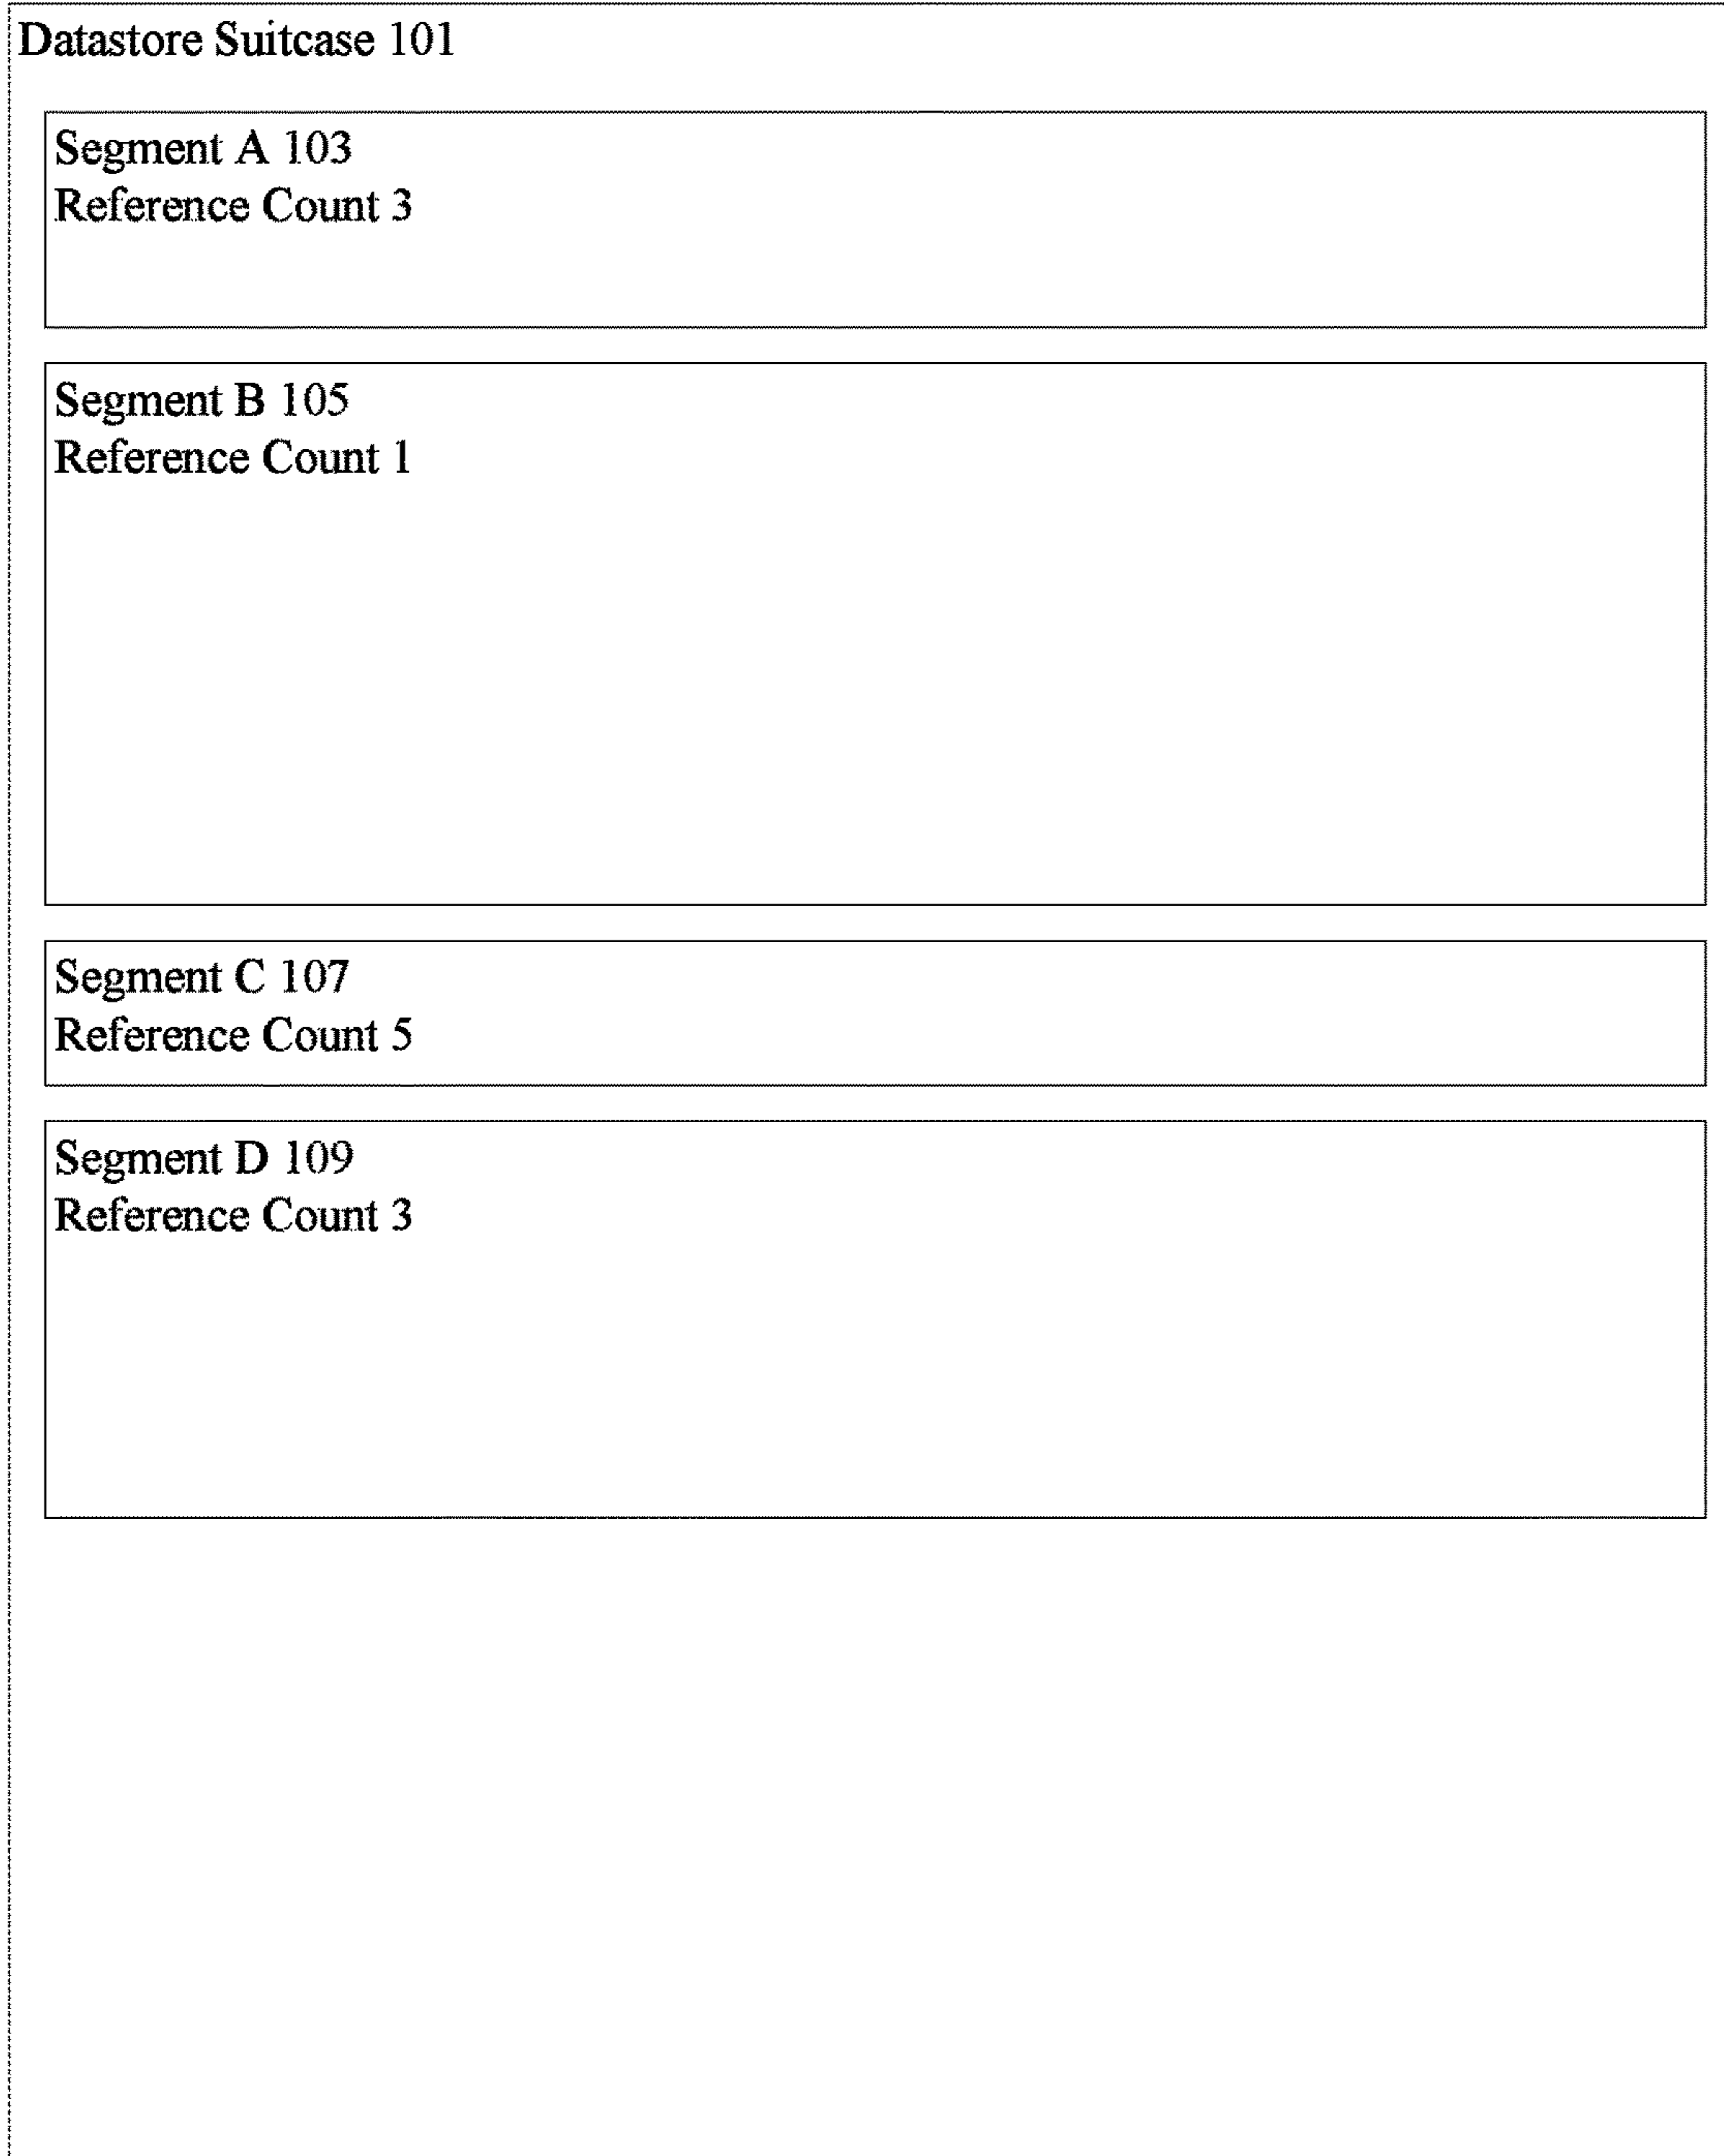 Datastore Suitcase 101
Segment A 103
Reference Count 3
Segment B 105
Reference Count 1
Segment C 107
Reference Count 5
Segment D 109
Reference Count 3